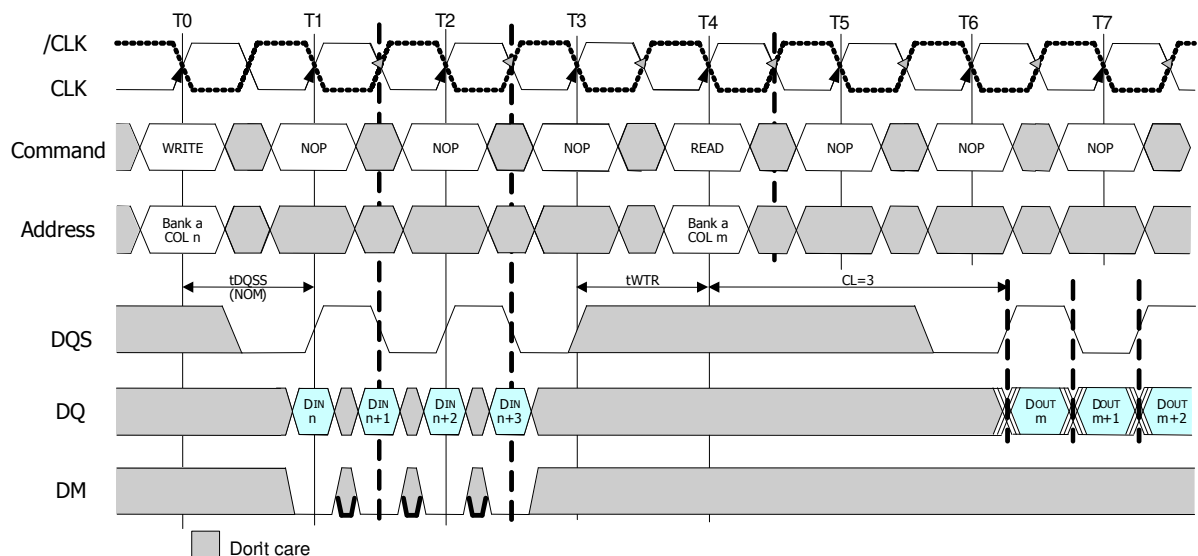 T0 T1 T2 T3 T4 T5 T6 T7
/CLK
CLK
Command WRITE NOP NOP NOP READ NOP NOP NOP
Address Bank a COL n Bank a COL m
tDQSS (NOM) tWTR CL=3
DQS
DQ DIN n DIN n+1 DIN n+2 DIN n+3 DOUT m DOUT m+1 DOUT m+2
DM
Don't care